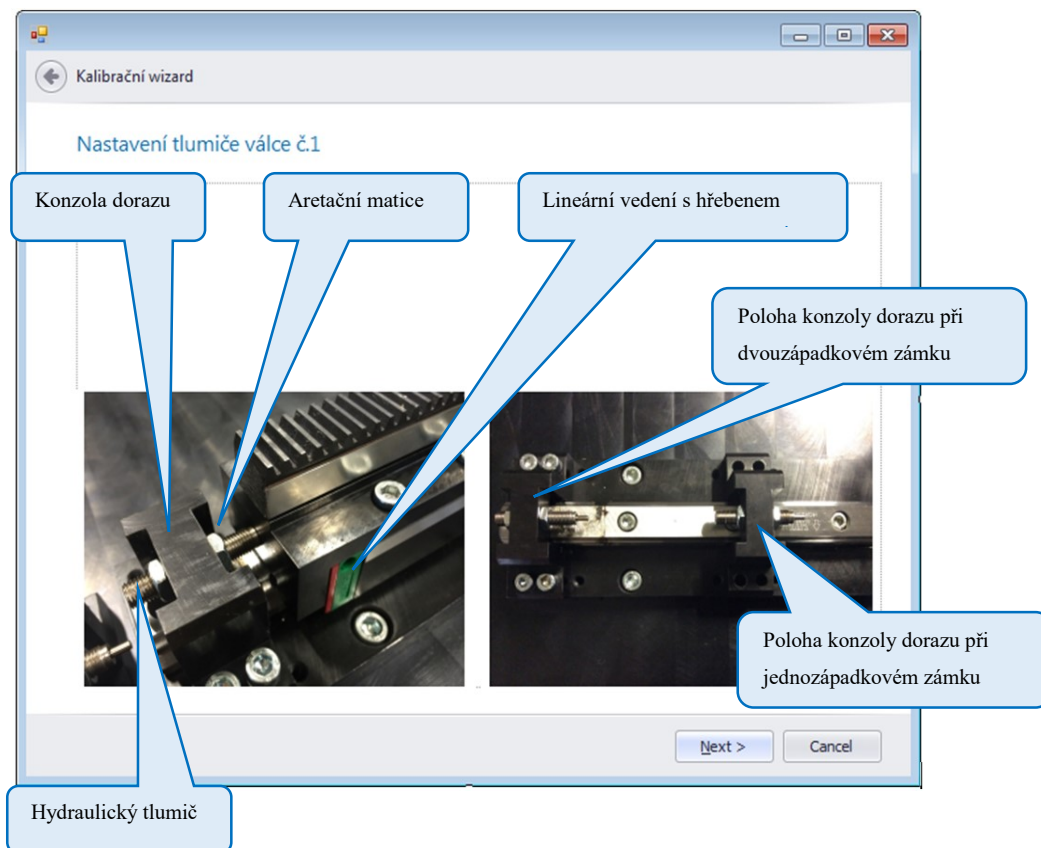 Kalibrační wizard
Nastavení tlumiče válce č.1
Konzola dorazu
Aretační matice
Lineární vedení s hřebenem
Poloha konzoly dorazu při
dvouzápadkovém zámku
Poloha konzoly dorazu při
jednozápadkovém zámku
Next >
Cancel
Hydraulický tlumič